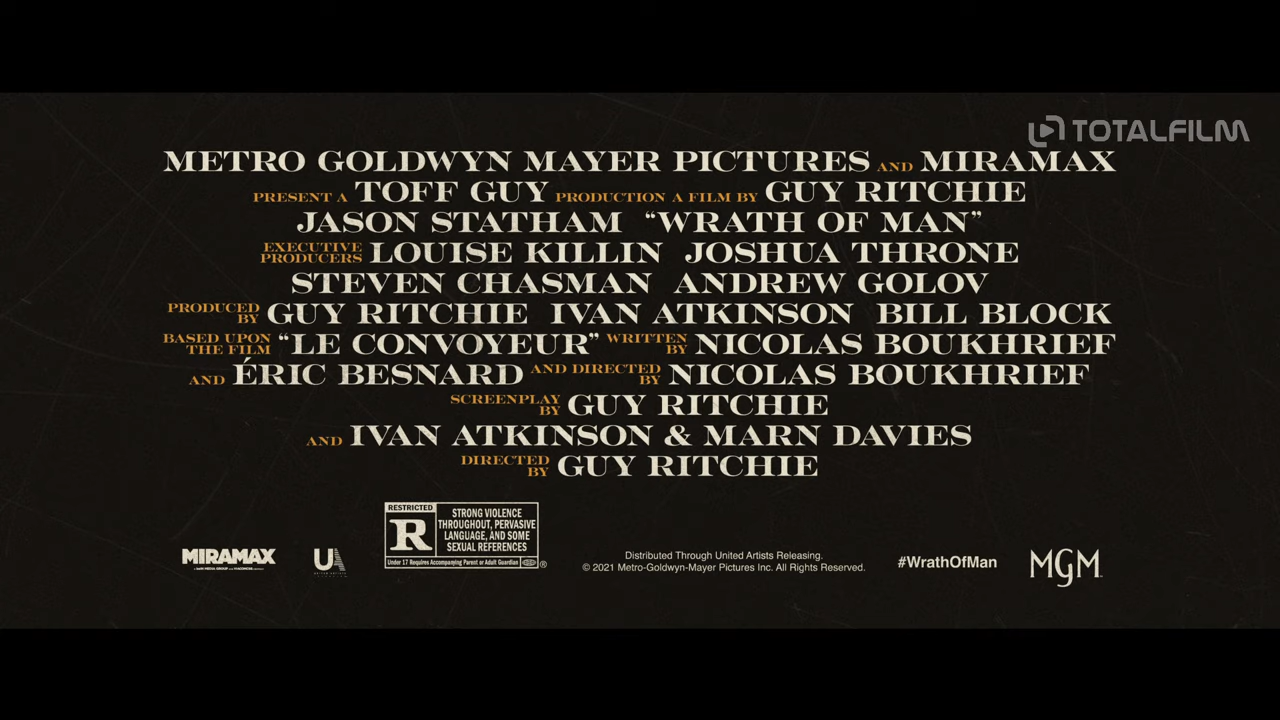 TOTALFILM
METRO GOLDWYN MAYER PICTURES AND MIRAMAX
PRESENT A TOFF GUY PRODUCTION A FILM BY GUY RITCHIE
JASON STATHAM "WRATH OF MAN"
EXECUTIVE PRODUCERS LOUISE KILLIN JOSHUA THRONE
STEVEN CHASMAN ANDREW GOLOV
PRODUCED BY GUY RITCHIE IVAN ATKINSON BILL BLOCK
BASED UPON THE FILM "LE CONVOYEUR" WRITTEN BY NICOLAS BOUKHRIEF
AND ÉRIC BESNARD AND DIRECTED BY NICOLAS BOUKHRIEF
SCREENPLAY BY GUY RITCHIE
AND IVAN ATKINSON & MARN DAVIES
DIRECTED BY GUY RITCHIE
RESTRICTED
R
STRONG VIOLENCE
THROUGHOUT, PERVASIVE
LANGUAGE, AND SOME
SEXUAL REFERENCES
Under 17 Requires Accompanying Parent or Adult Guardian
®
MIRAMAX
UA
Distributed Through United Artists Releasing.
© 2021 Metro-Goldwyn-Mayer Pictures Inc. All Rights Reserved.
#WrathOfMan
MGM